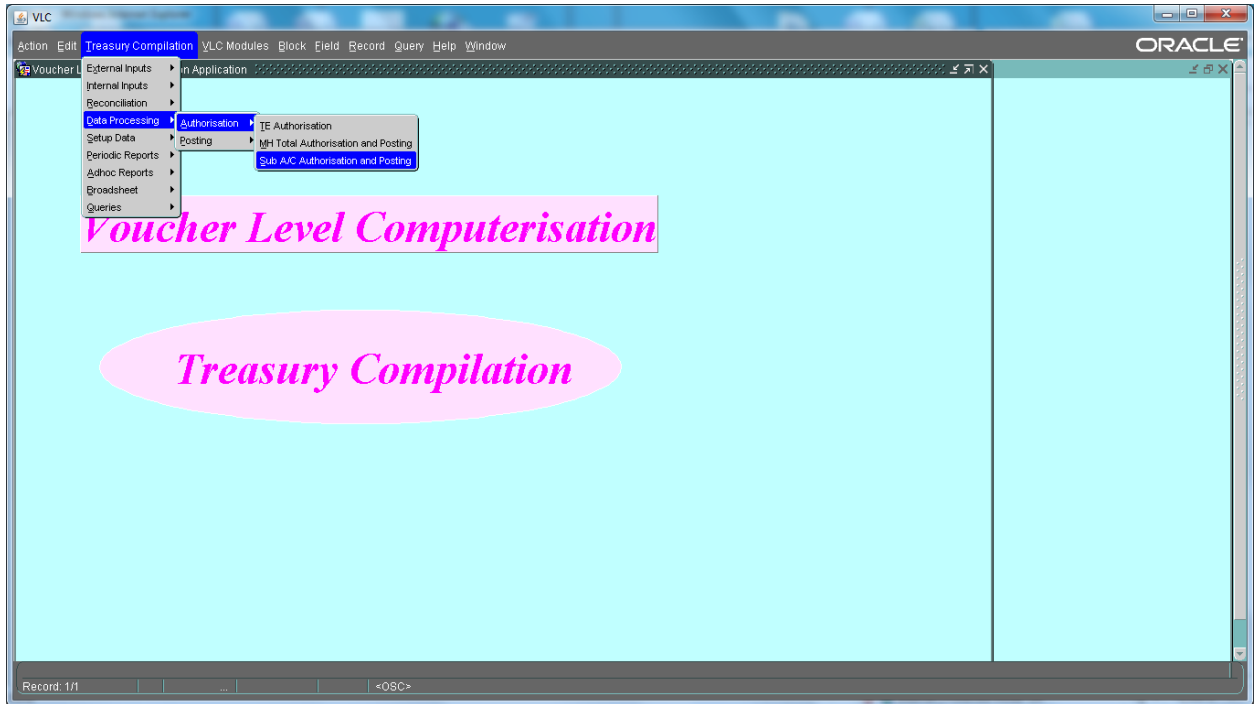 VLC
Action Edit Treasury Compilation VLC Modules Block Field Record Query Help Window
ORACLE
Voucher L
n Application
External Inputs
Internal Inputs
Reconciliation
Data Processing
Setup Data
Periodic Reports
Adhoc Reports
Broadsheet
Queries
Authorisation
Posting
TE Authorisation
MH Total Authorisation and Posting
Sub A/C Authorisation and Posting
Voucher Level Computerisation
Treasury Compilation
Record: 1/1 ... <OSC>